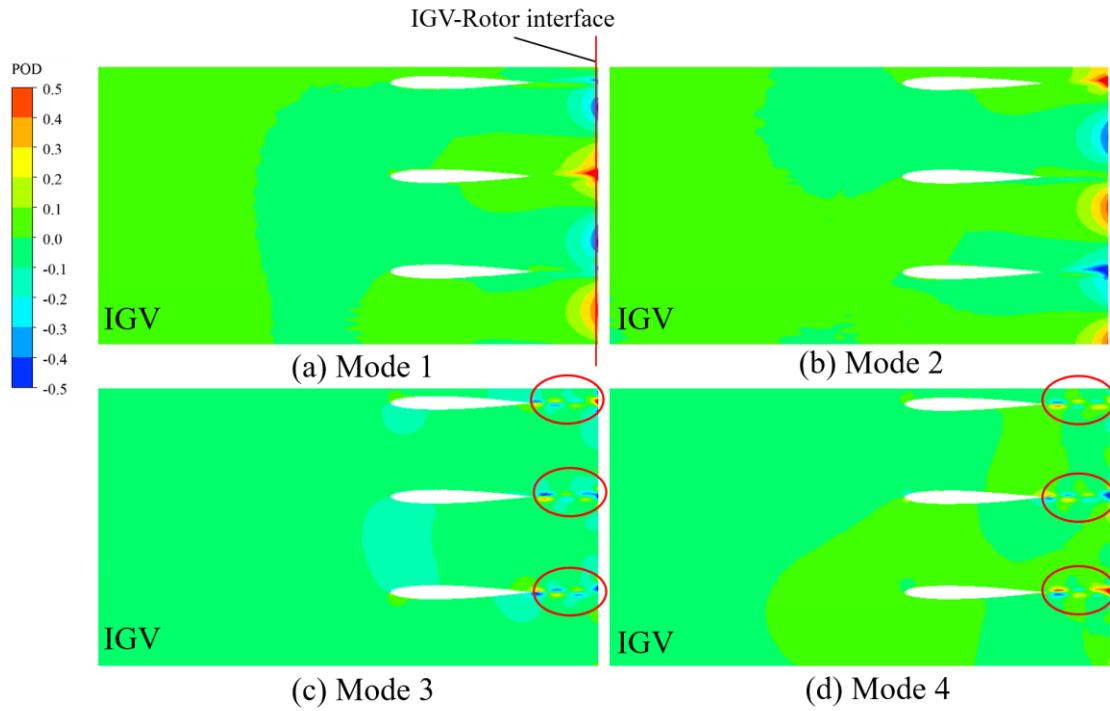 IGV-Rotor interface
POD
0.5
0.4
0.3
0.2
0.1
0.0
-0.1
-0.2
-0.3
-0.4
-0.5
IGV
IGV
(a) Mode 1
(b) Mode 2
IGV
IGV
(c) Mode 3
(d) Mode 4